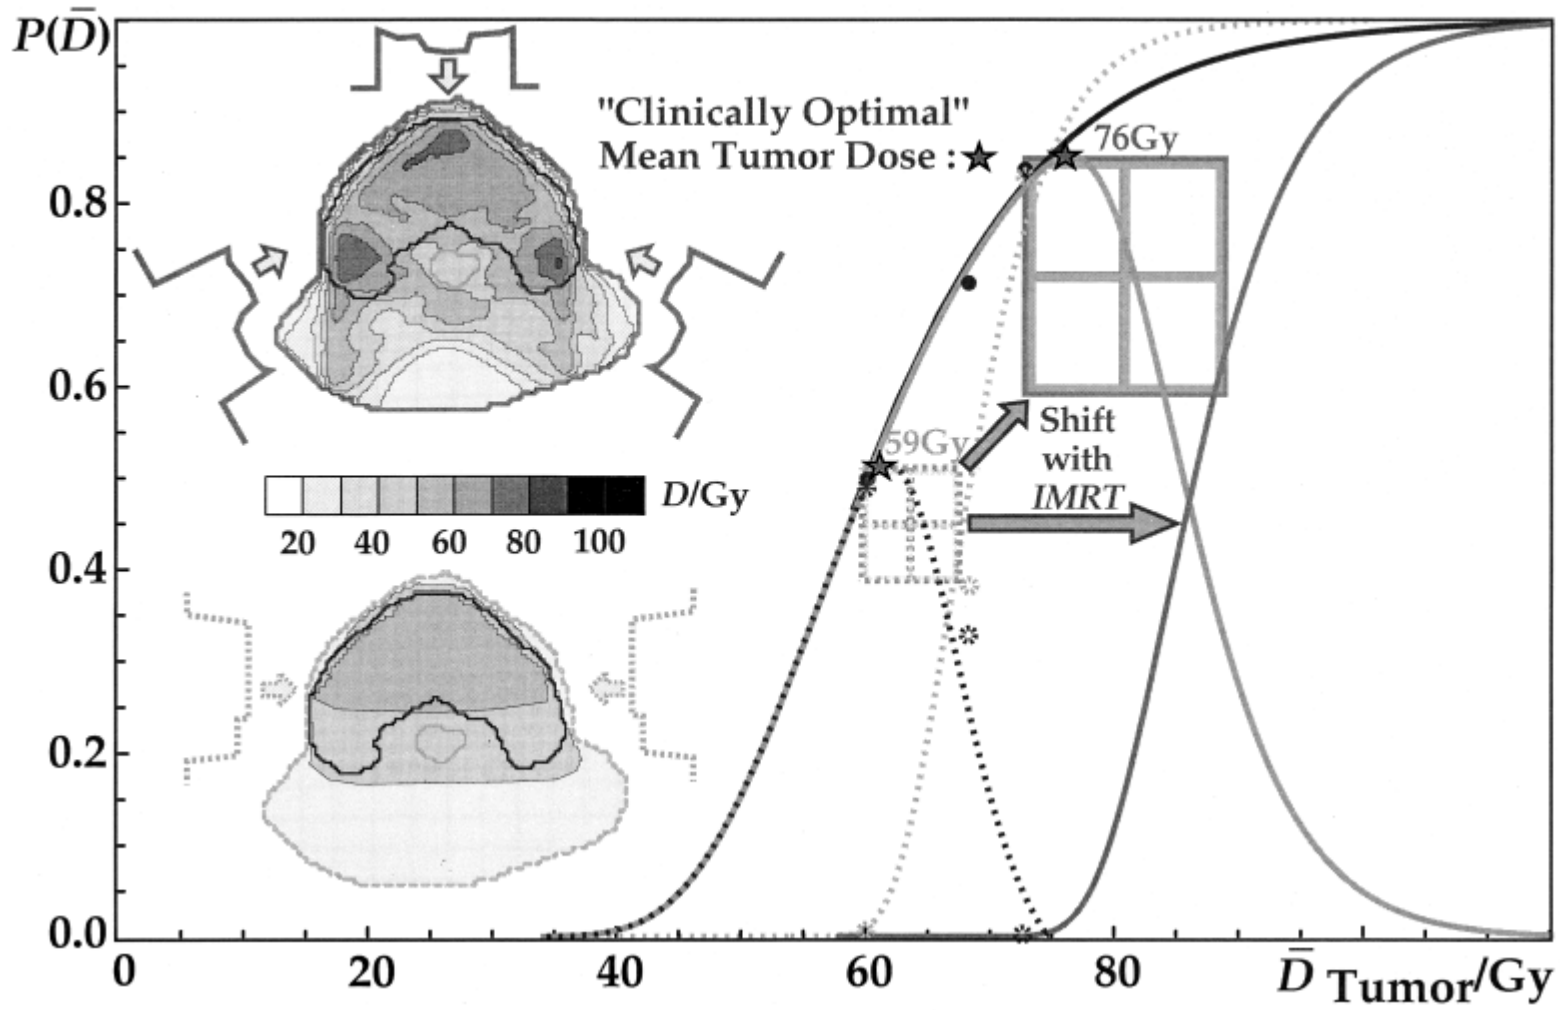 P(D̄)
"Clinically Optimal"
Mean Tumor Dose :
76Gy
0.8
0.6
Shift
with
IMRT
59Gy
D/Gy
20 40 60 80 100
0.4
0.2
0.0
0 20 40 60 80 D̄ Tumor/Gy